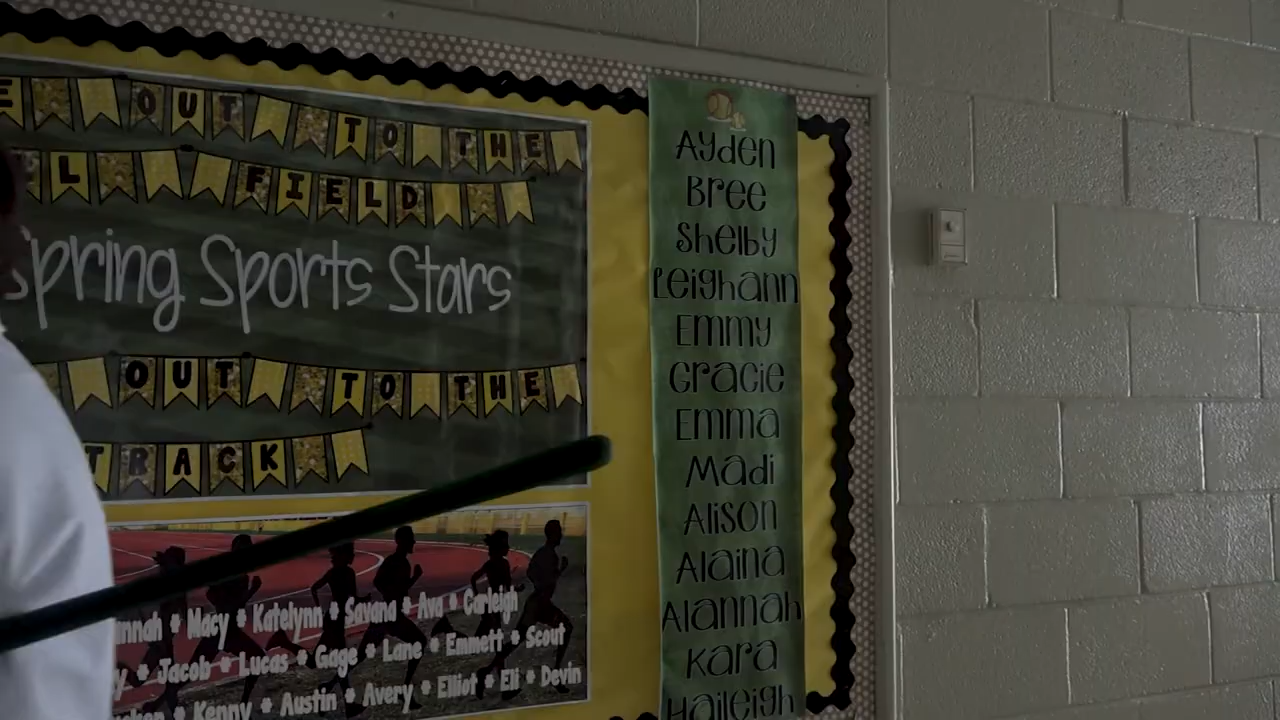 OUT TO THE
FIELD
Spring Sports Stars
OUT TO THE
TRACK
Macy * Katelynn * Savana * Ava * Carleigh
Jacob * Lucas * Gage * Lane * Emmett * Scout
Kenny * Austin * Avery * Elliot * Eli * Devin
Ayden
Bree
Shelby
Leighann
Emmy
Gracie
Emma
Madi
Alison
Alaina
Alannah
Kara
Haileigh